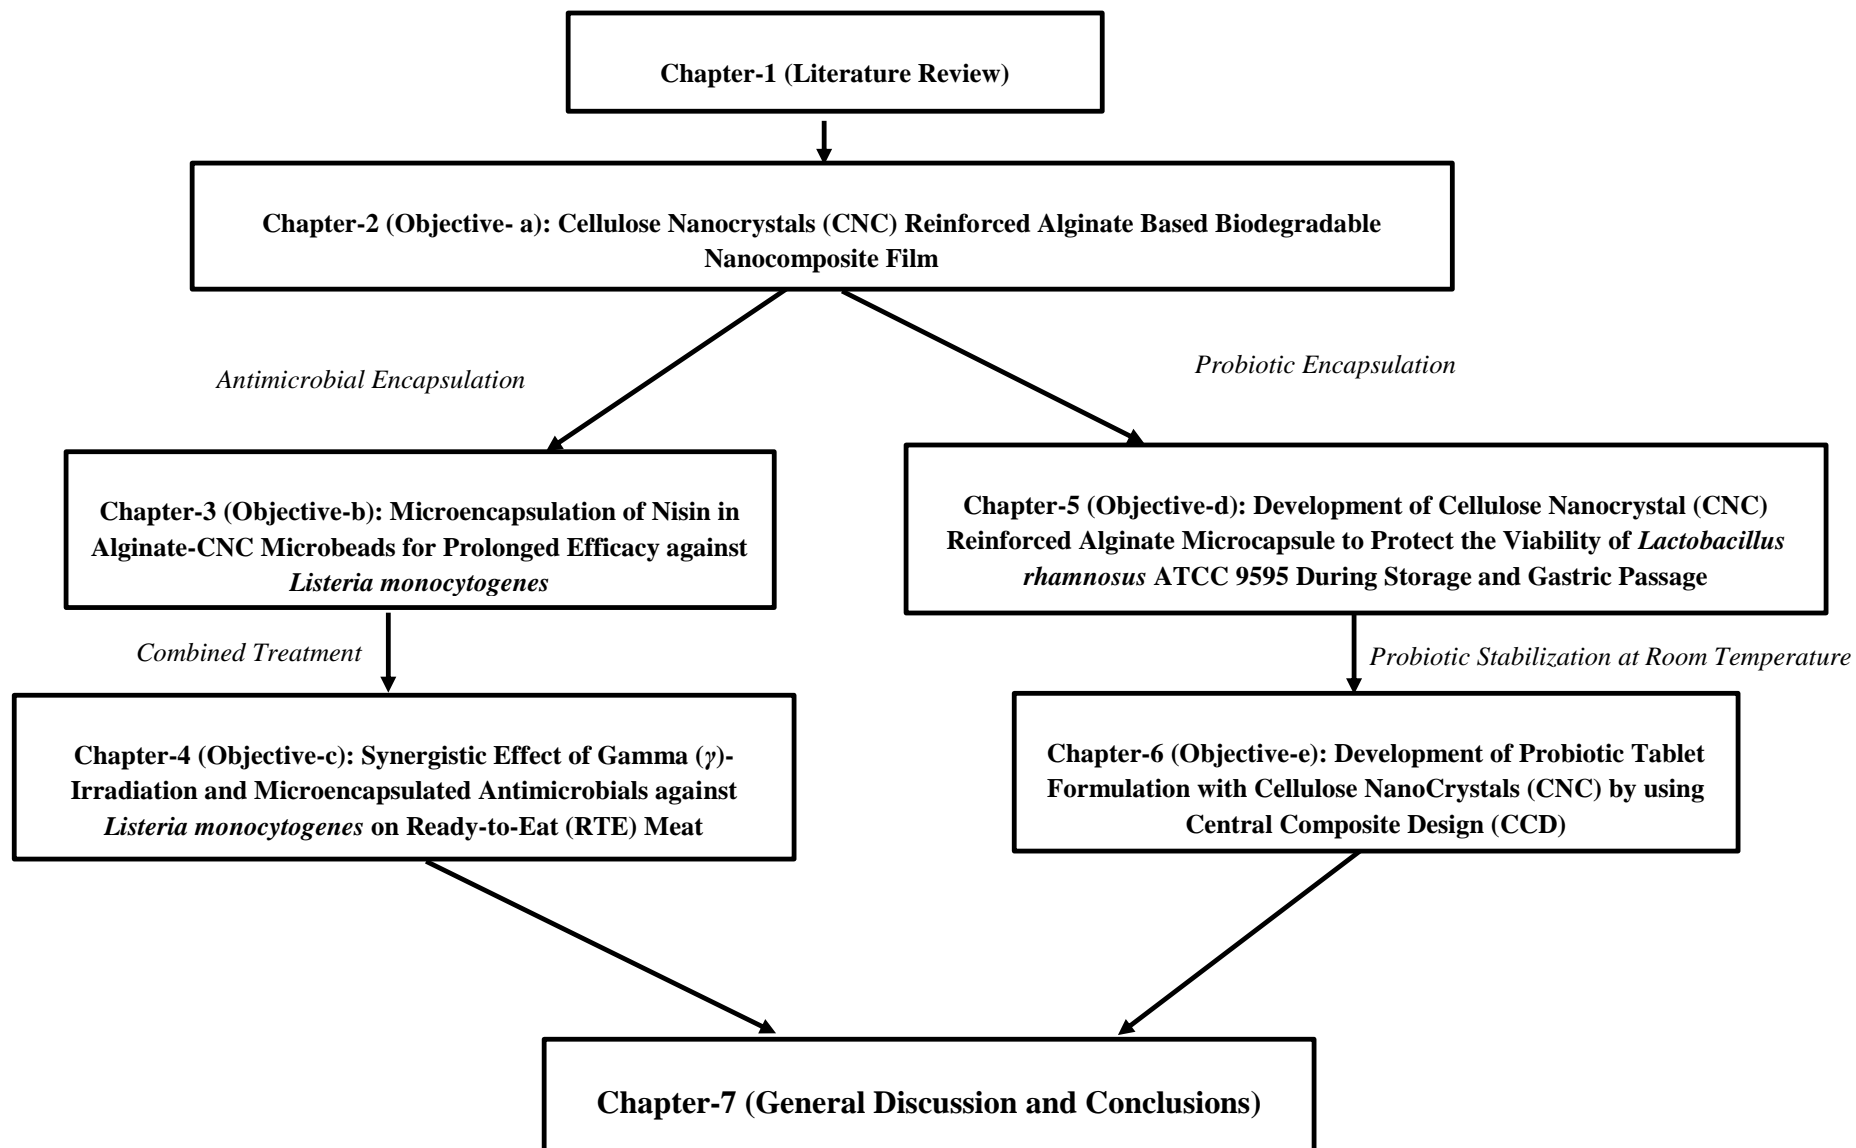 Chapter-1 (Literature Review)
Chapter-2 (Objective- a): Cellulose Nanocrystals (CNC) Reinforced Alginate Based Biodegradable
Nanocomposite Film
Antimicrobial Encapsulation
Probiotic Encapsulation
Chapter-3 (Objective-b): Microencapsulation of Nisin in
Alginate-CNC Microbeads for Prolonged Efficacy against
Listeria monocytogenes
Chapter-5 (Objective-d): Development of Cellulose Nanocrystal (CNC)
Reinforced Alginate Microcapsule to Protect the Viability of Lactobacillus
rhamnosus ATCC 9595 During Storage and Gastric Passage
Combined Treatment
Probiotic Stabilization at Room Temperature
Chapter-4 (Objective-c): Synergistic Effect of Gamma (γ)-
Irradiation and Microencapsulated Antimicrobials against
Listeria monocytogenes on Ready-to-Eat (RTE) Meat
Chapter-6 (Objective-e): Development of Probiotic Tablet
Formulation with Cellulose NanoCrystals (CNC) by using
Central Composite Design (CCD)
Chapter-7 (General Discussion and Conclusions)